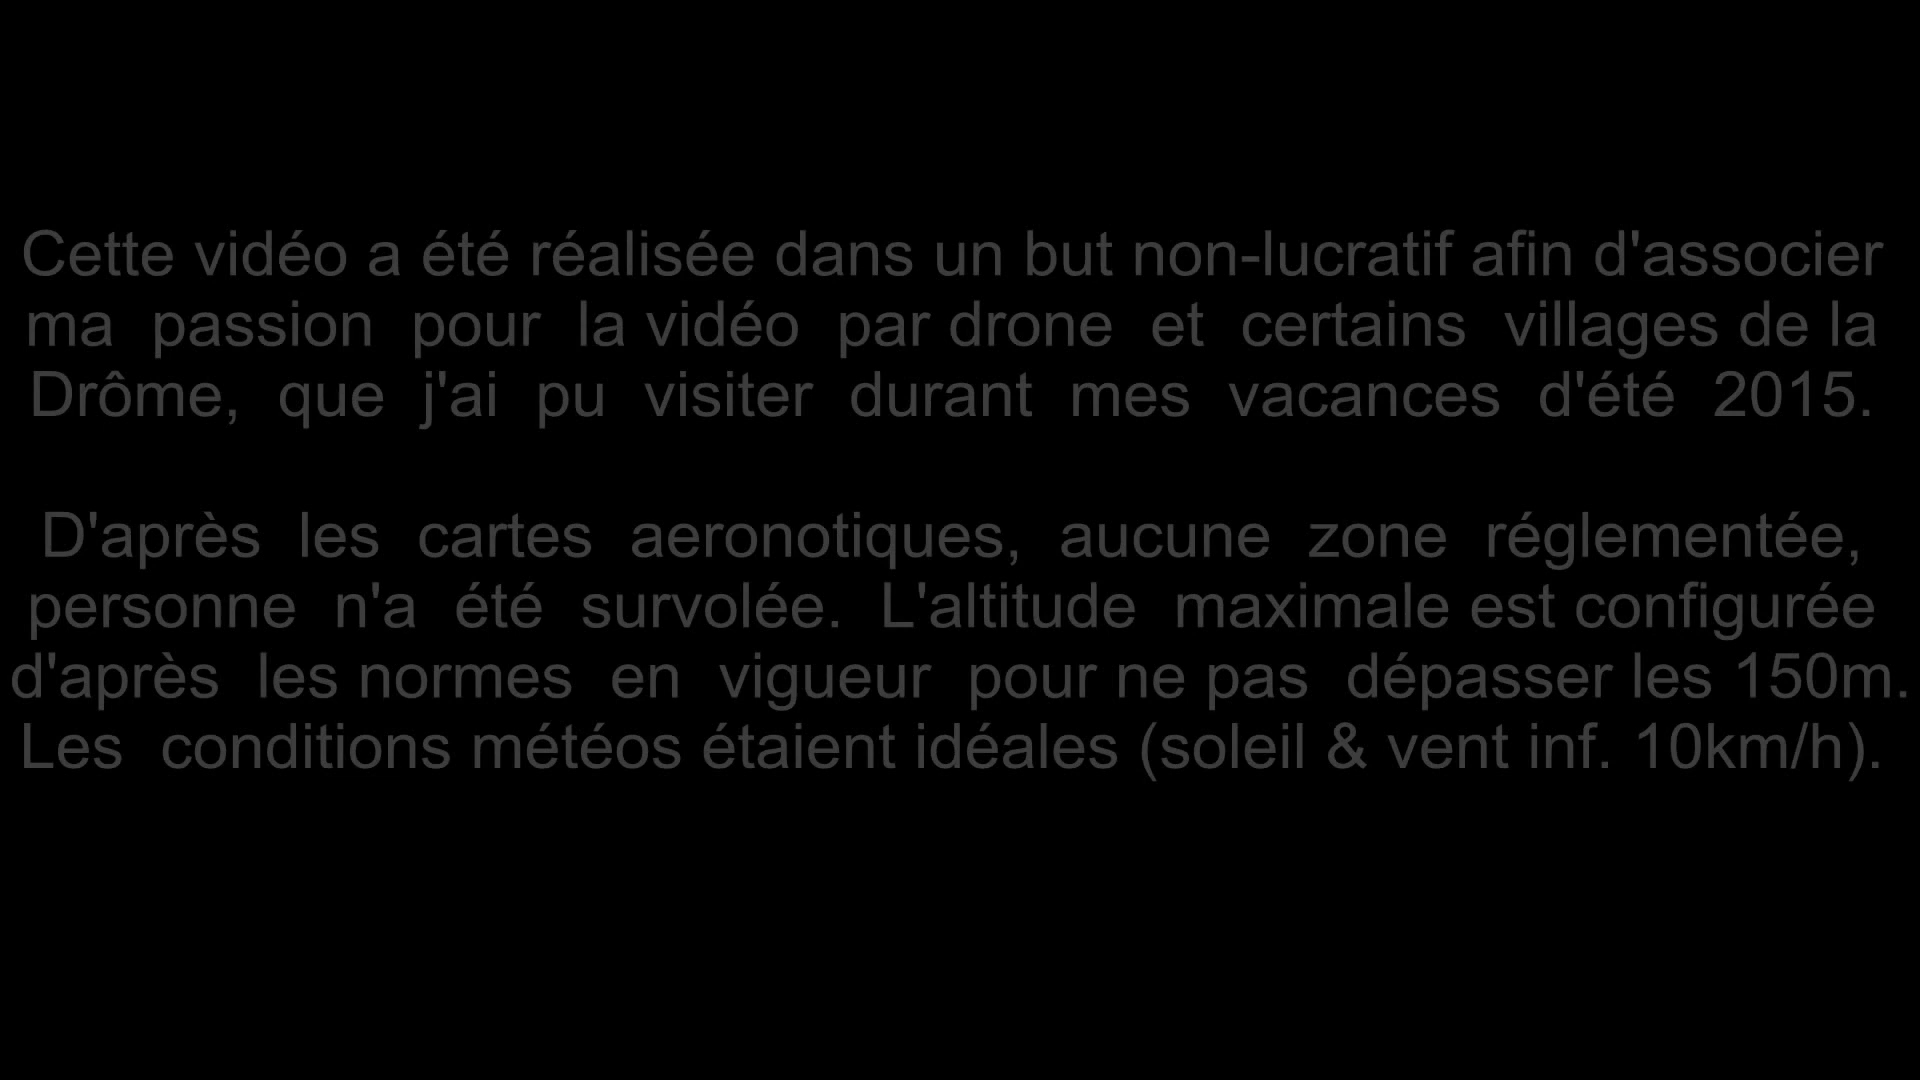 Cette vidéo a été réalisée dans un but non-lucratif afin d'associer
ma passion pour la vidéo par drone et certains villages de la
Drôme, que j'ai pu visiter durant mes vacances d'été 2015.
D'après les cartes aeronotiques, aucune zone réglementée,
personne n'a été survolée. L'altitude maximale est configurée
d'après les normes en vigueur pour ne pas dépasser les 150m.
Les conditions météos étaient idéales (soleil & vent inf. 10km/h).